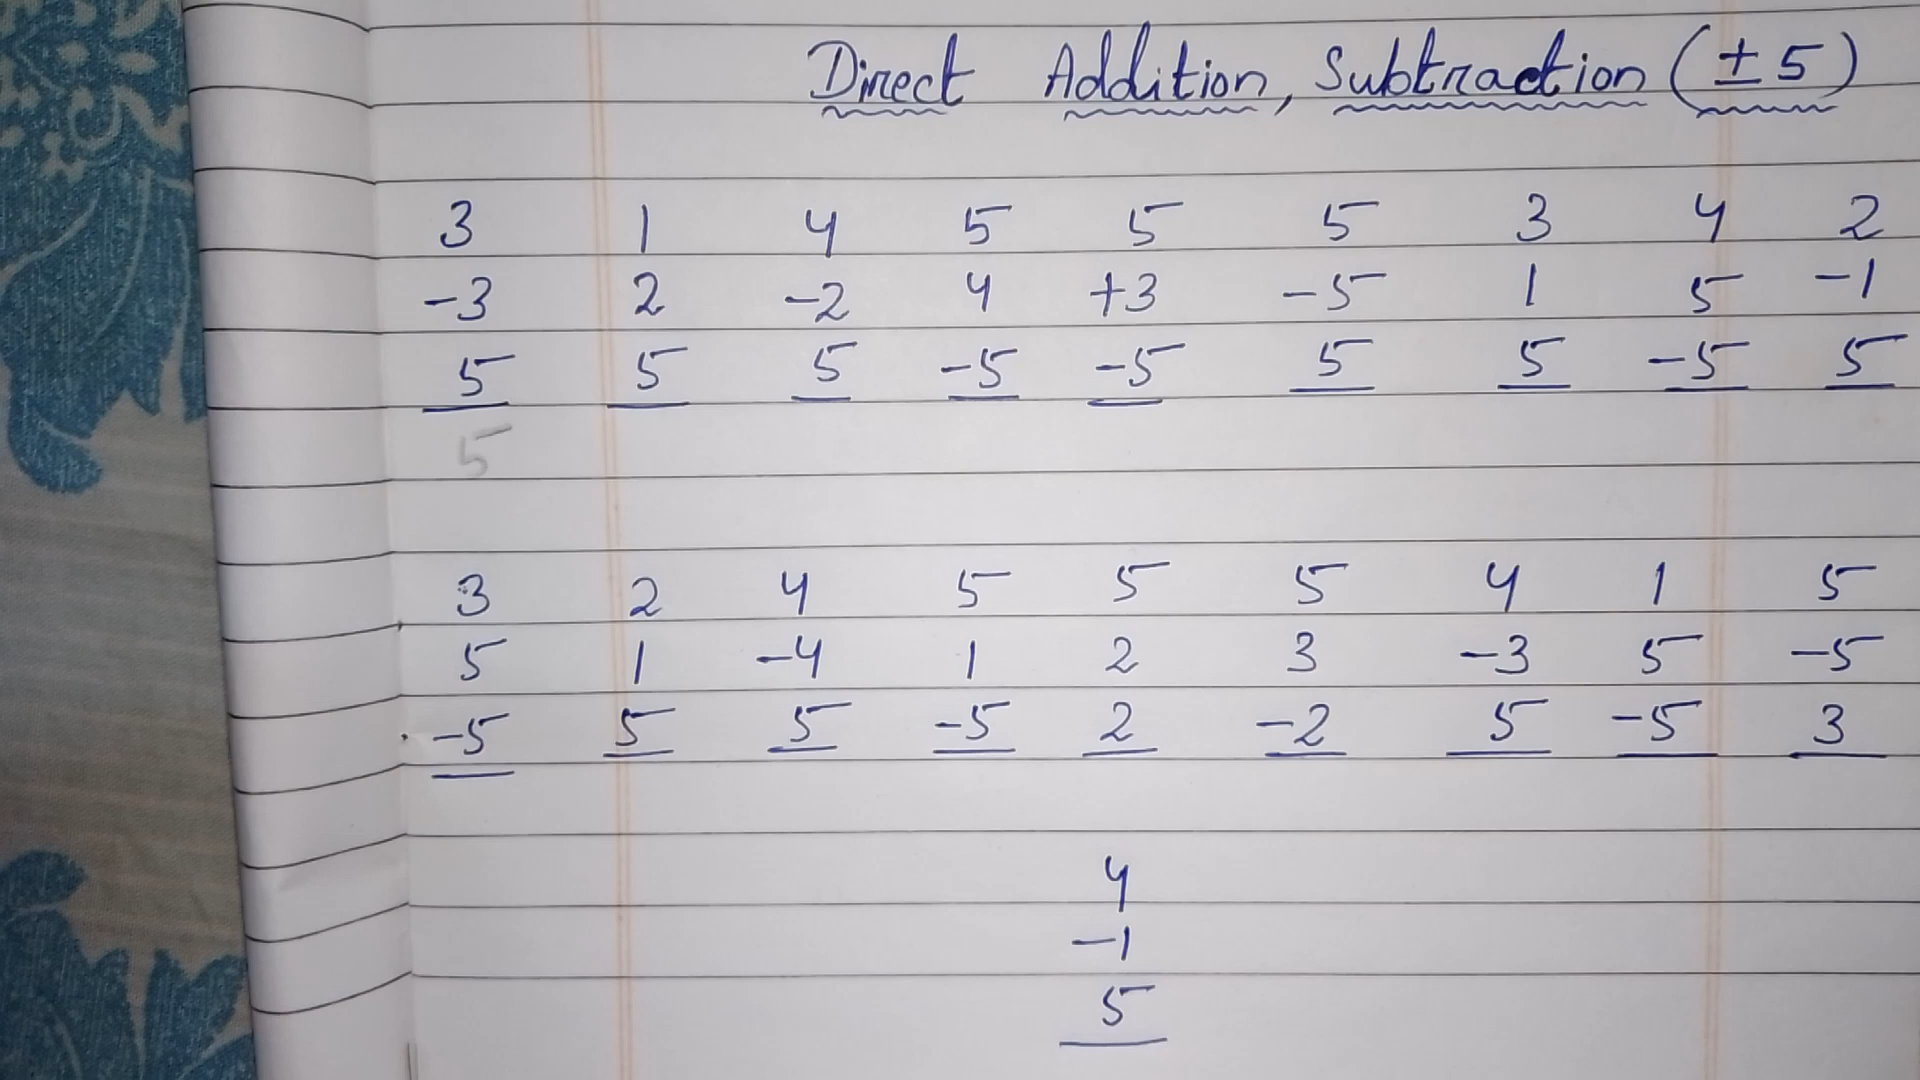 Direct Addition, Subtraction (±5)
3 1 4 5 5 5 3 4 2
-3 2 -2 4 +3 -5 1 5 -1
5 5 5 -5 -5 5 5 -5 5
5
3 2 4 5 5 5 4 1 5
5 1 -4 1 2 3 -3 5 -5
-5 5 5 -5 2 -2 5 -5 3
4
-1
5